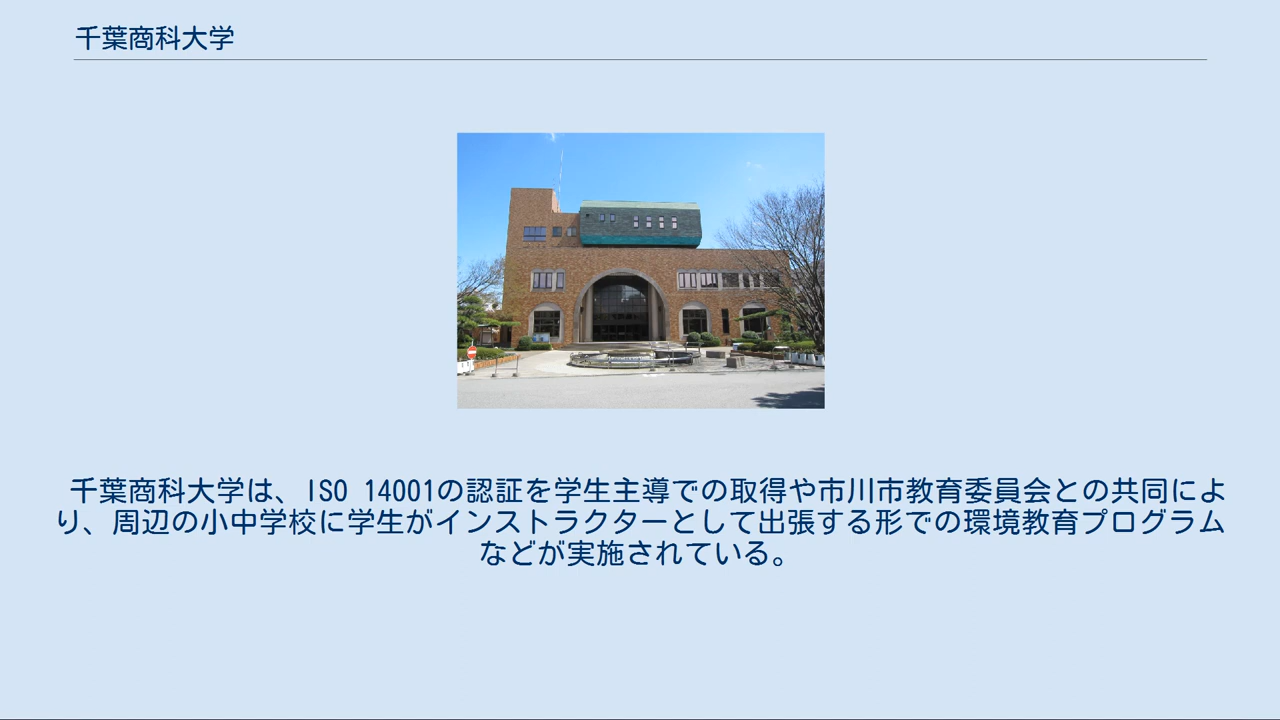 千葉商科大学
千葉商科大学は、ISO 14001の認証を学生主導での取得や市川市教育委員会との共同によ
り、周辺の小中学校に学生がインストラクターとして出張する形での環境教育プログラム
などが実施されている。